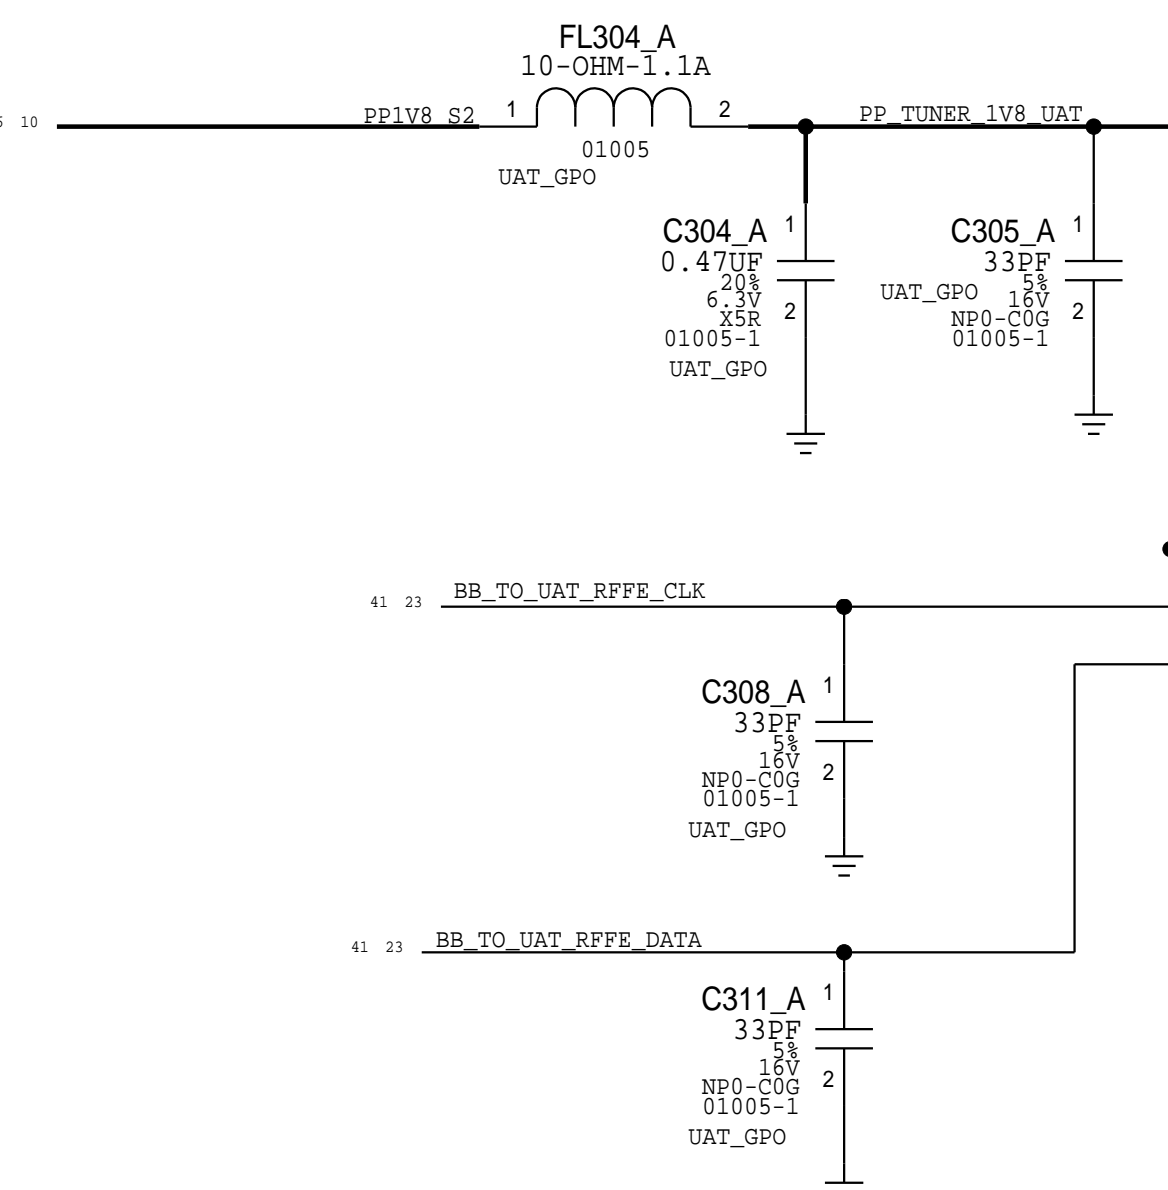 FL304_A
10-OHM-1.1A
10 PP1V8_S2 1 2 PP_TUNER_1V8_UAT
01005
UAT_GPO
C304_A 1
0.47UF
20%
6.3V
X5R 2
01005-1
UAT_GPO
C305_A 1
33PF
5%
UAT_GPO 16V
NP0-C0G 2
01005-1
41 23 BB_TO_UAT_RFFE_CLK
C308_A 1
33PF
5%
16V
NP0-C0G 2
01005-1
UAT_GPO
41 23 BB_TO_UAT_RFFE_DATA
C311_A 1
33PF
5%
16V
NP0-C0G 2
01005-1
UAT_GPO